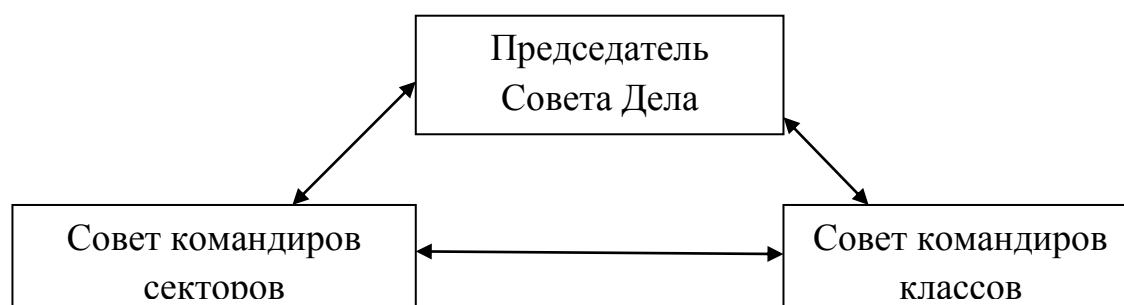 Председатель
Совета Дела
Совет командиров
секторов
Совет командиров
классов